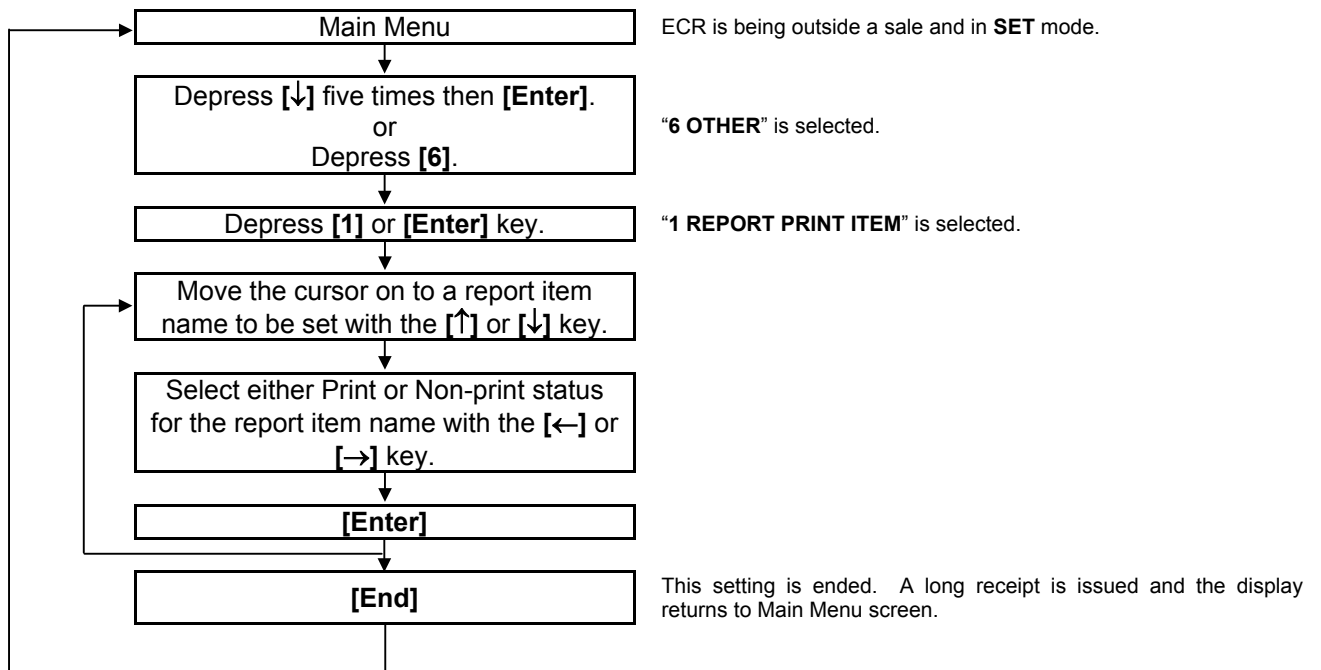 Main Menu
ECR is being outside a sale and in SET mode.
Depress [↓] five times then [Enter].
or
Depress [6].
“6 OTHER” is selected.
Depress [1] or [Enter] key.
“1 REPORT PRINT ITEM” is selected.
Move the cursor on to a report item
name to be set with the [↑] or [↓] key.
Select either Print or Non-print status
for the report item name with the [←] or
[→] key.
[Enter]
[End]
This setting is ended. A long receipt is issued and the display
returns to Main Menu screen.